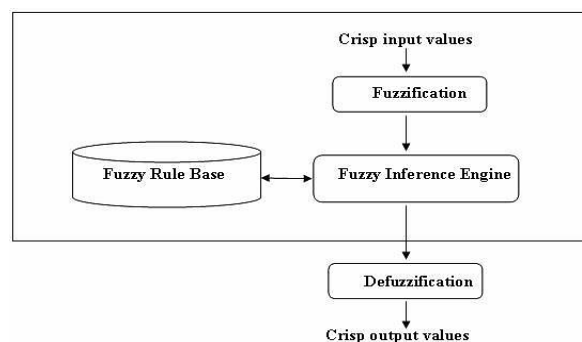 Crisp input values
Fuzzification
Fuzzy Rule Base
Fuzzy Inference Engine
Defuzzification
Crisp output values